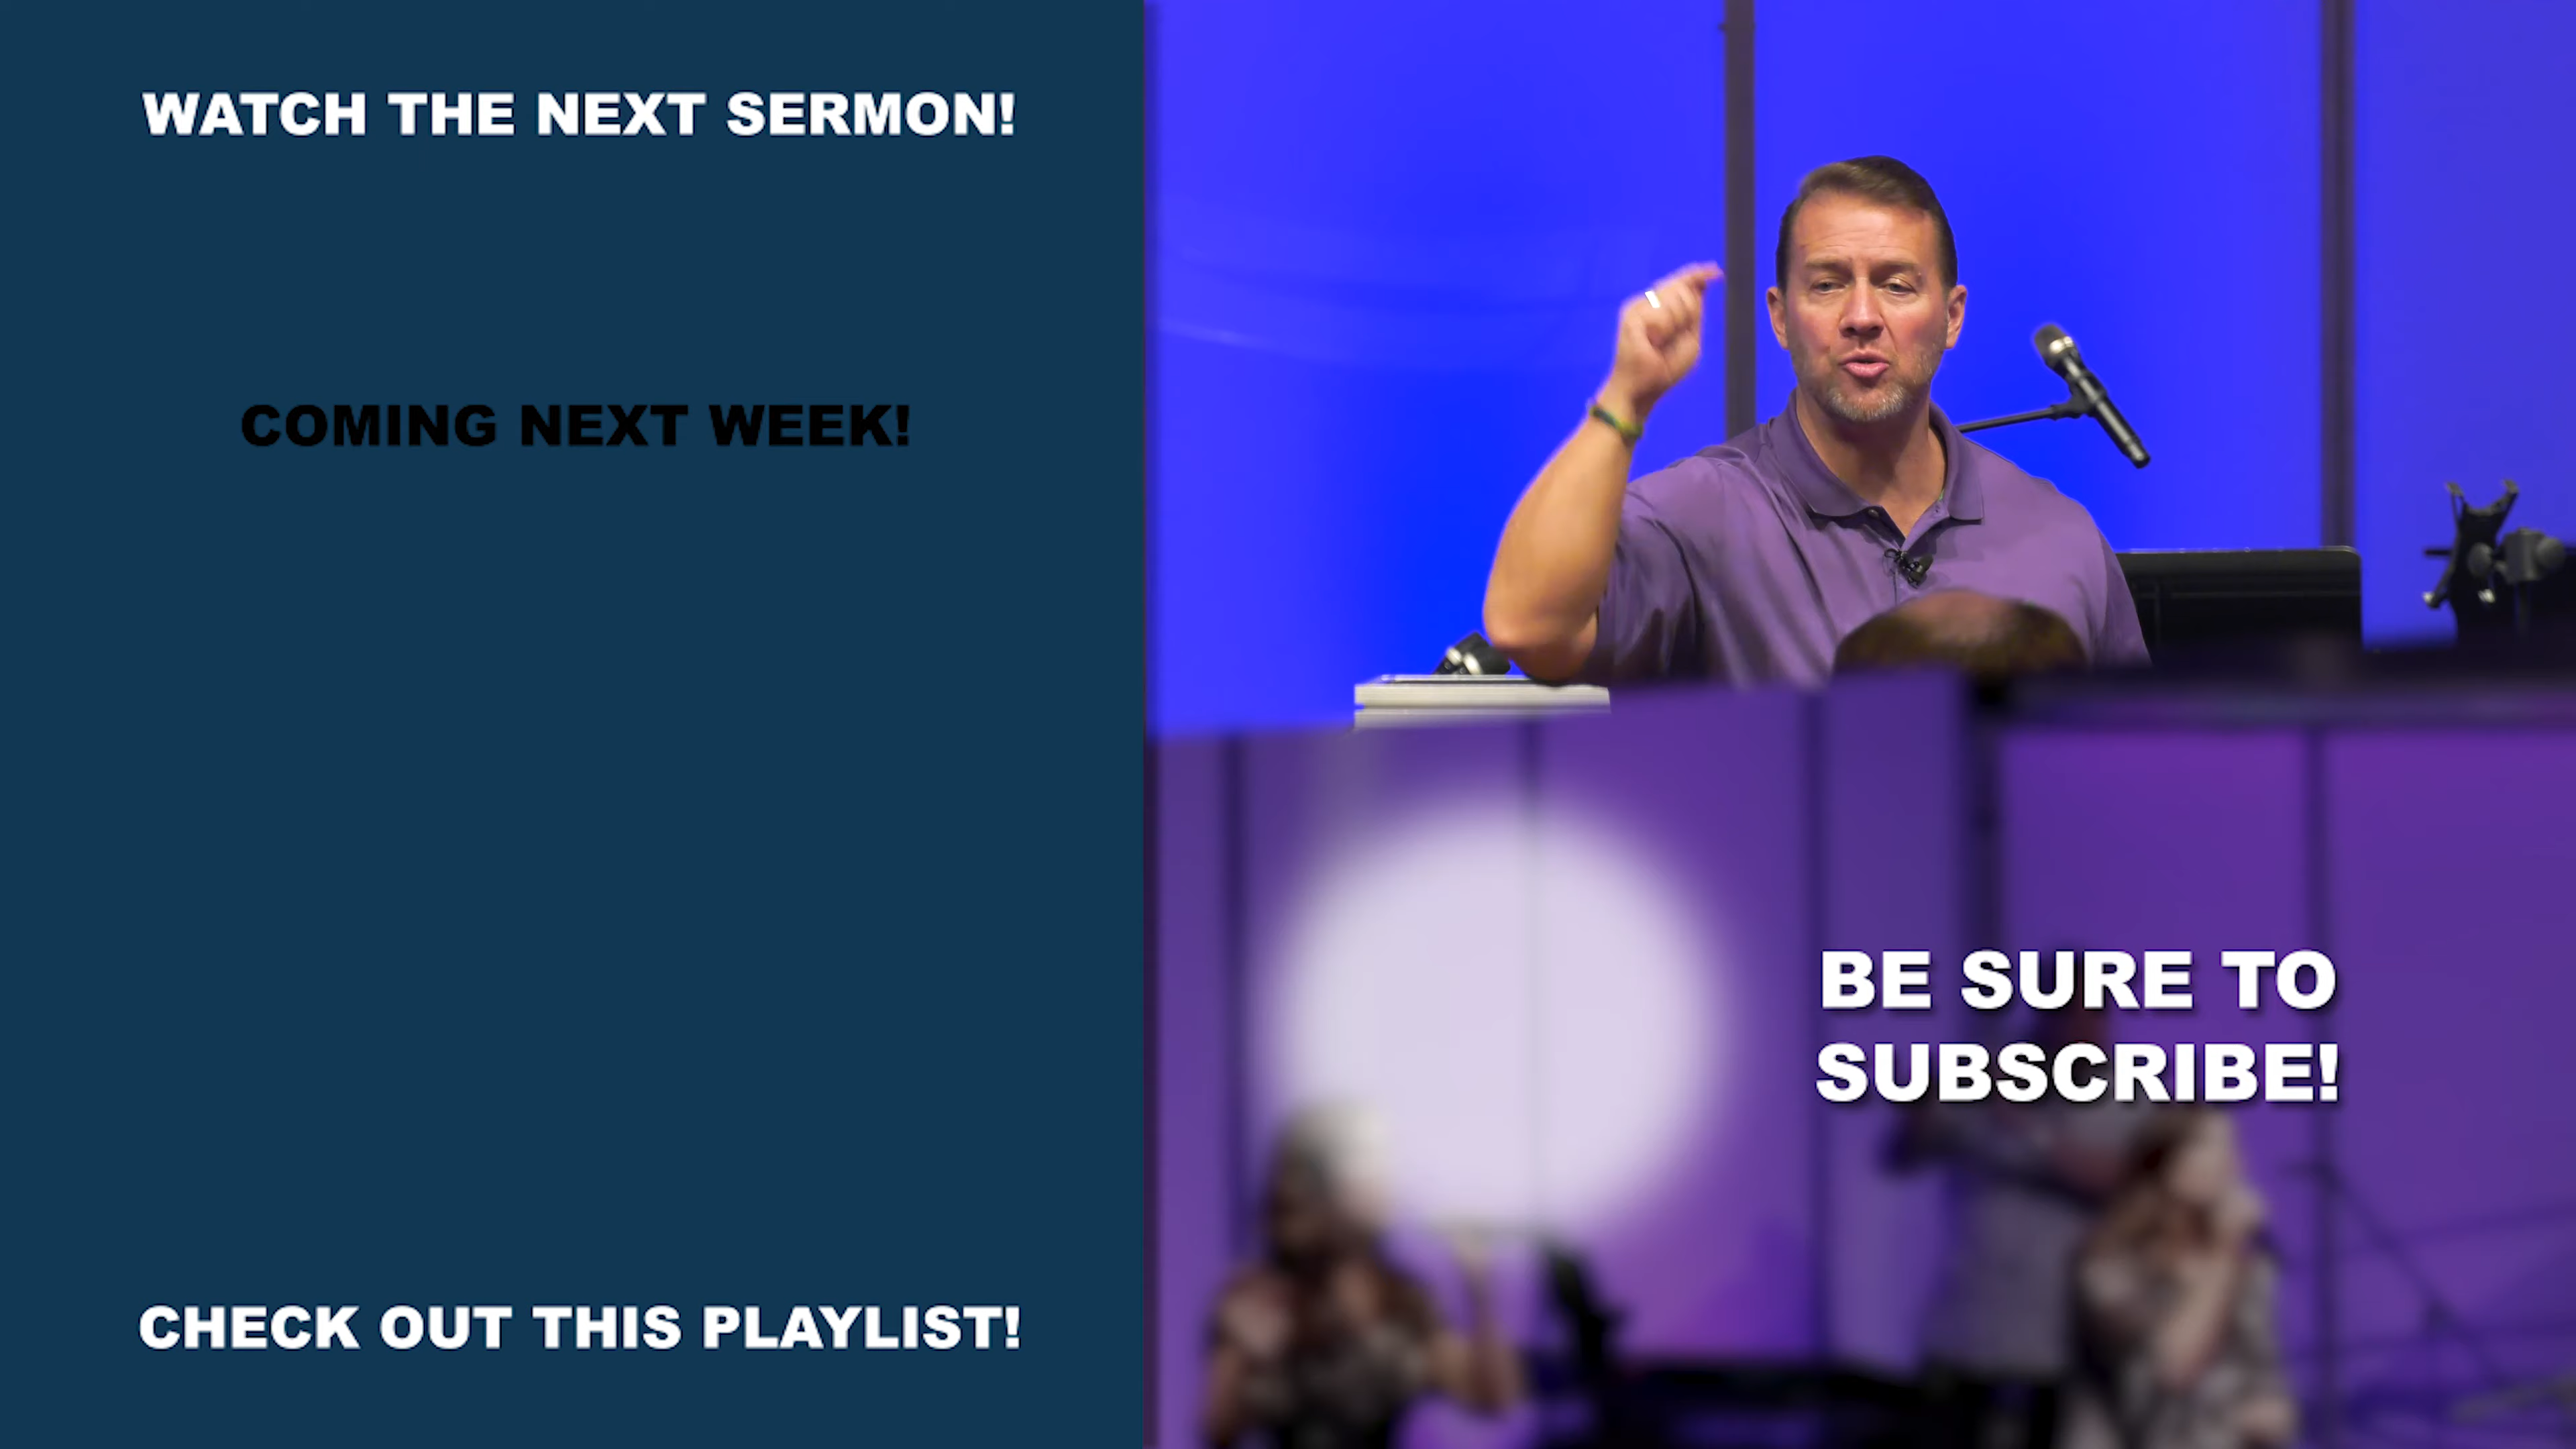 WATCH THE NEXT SERMON!
COMING NEXT WEEK!
BE SURE TO
SUBSCRIBE!
CHECK OUT THIS PLAYLIST!